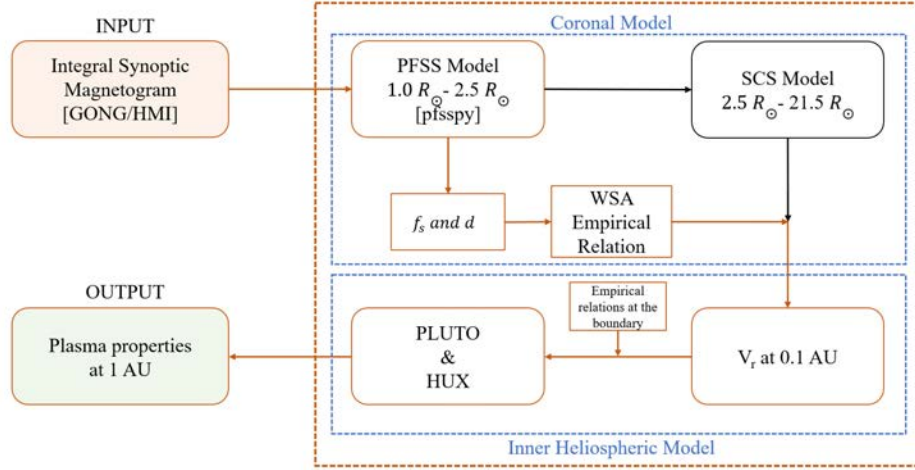 INPUT
Integral Synoptic
Magnetogram
[GONG/HMI]
Coronal Model
PFSS Model
1.0 R☉- 2.5 R☉
[pfsspy]
SCS Model
2.5 R☉- 21.5 R☉
f_s and d
WSA
Empirical
Relation
OUTPUT
Plasma properties
at 1 AU
PLUTO
&
HUX
Empirical
relations at the
boundary
V_r at 0.1 AU
Inner Heliospheric Model